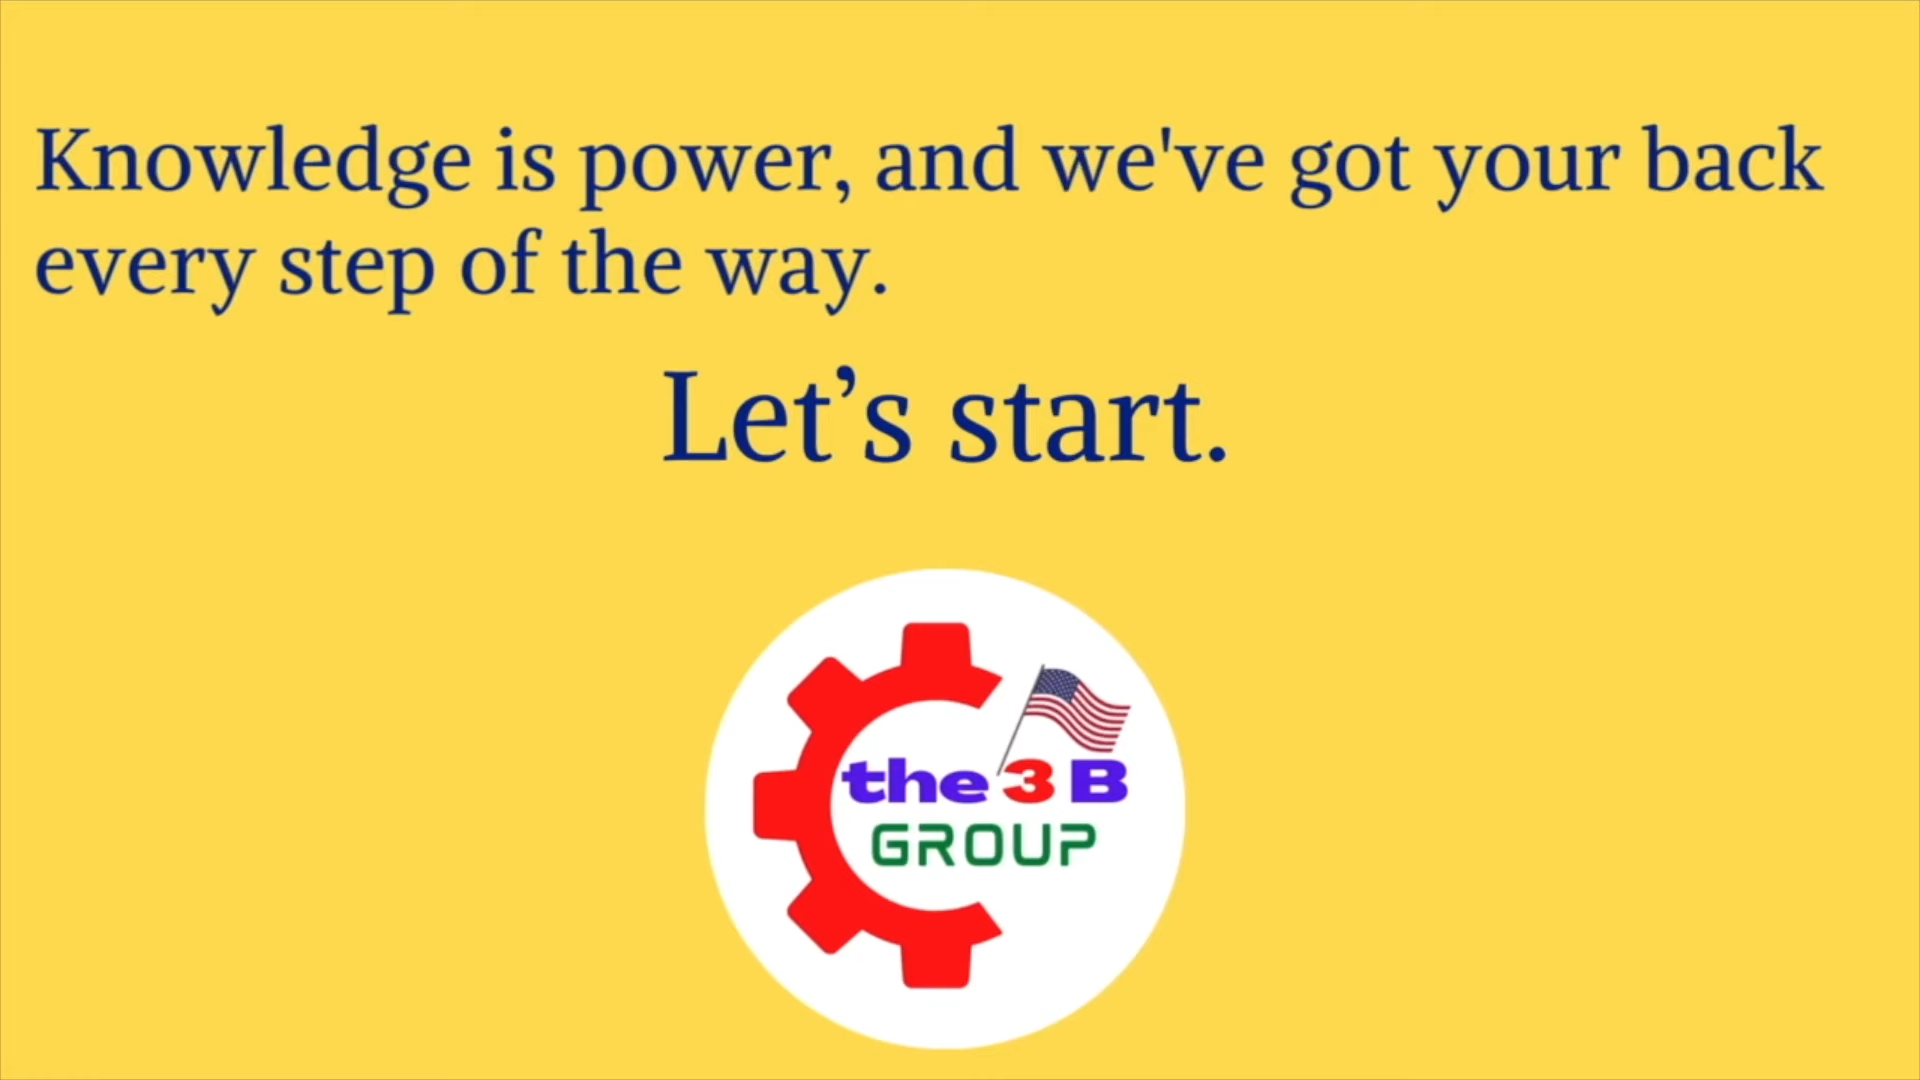 Knowledge is power, and we've got your back
every step of the way.
Let’s start.
the 3 B
GROUP